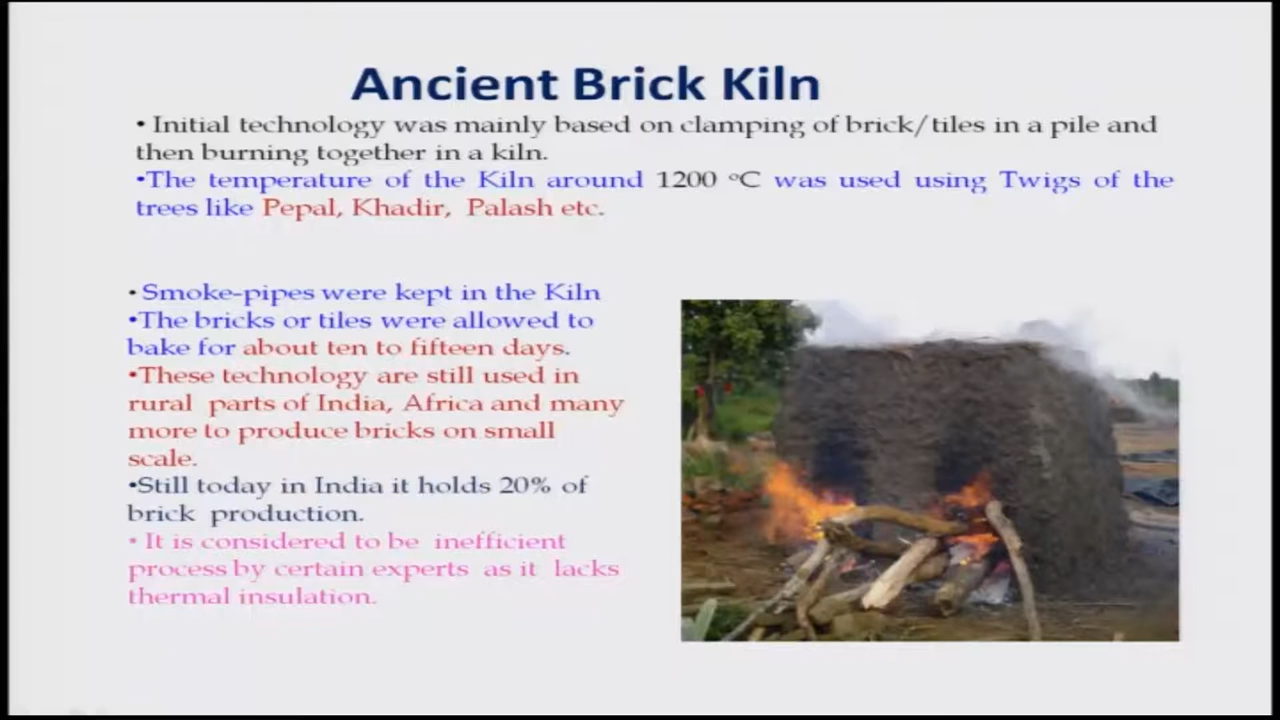 Ancient Brick Kiln
• Initial technology was mainly based on clamping of brick/tiles in a pile and
then burning together in a kiln.
•The temperature of the Kiln around 1200 °C was used using Twigs of the
trees like Pepal, Khadir, Palash etc.
• Smoke-pipes were kept in the Kiln
•The bricks or tiles were allowed to
bake for about ten to fifteen days.
•These technology are still used in
rural parts of India, Africa and many
more to produce bricks on small
scale.
•Still today in India it holds 20% of
brick production.
• It is considered to be inefficient
process by certain experts as it lacks
thermal insulation.